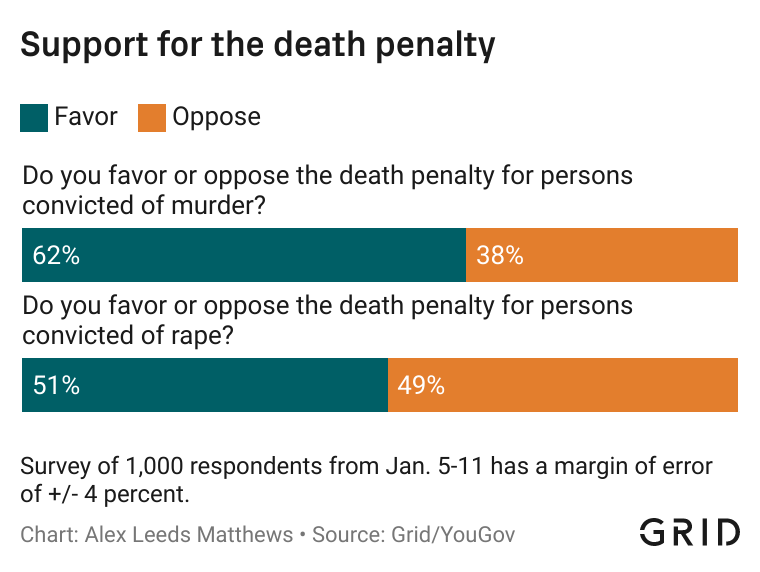 Support for the death penalty
Favor Oppose
Do you favor or oppose the death penalty for persons
convicted of murder?
62% 38%
Do you favor or oppose the death penalty for persons
convicted of rape?
51% 49%
Survey of 1,000 respondents from Jan. 5-11 has a margin of error
of +/- 4 percent.
Chart: Alex Leeds Matthews • Source: Grid/YouGov
GRID